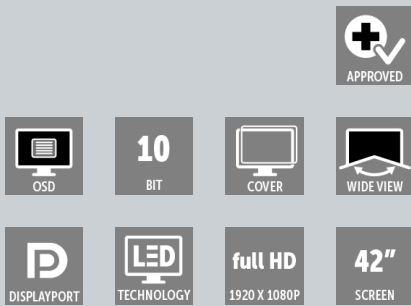 APPROVED
OSD
10
BIT
COVER
WIDE VIEW
DISPLAYPORT
LED
TECHNOLOGY
full HD
1920 X 1080P
42"
SCREEN